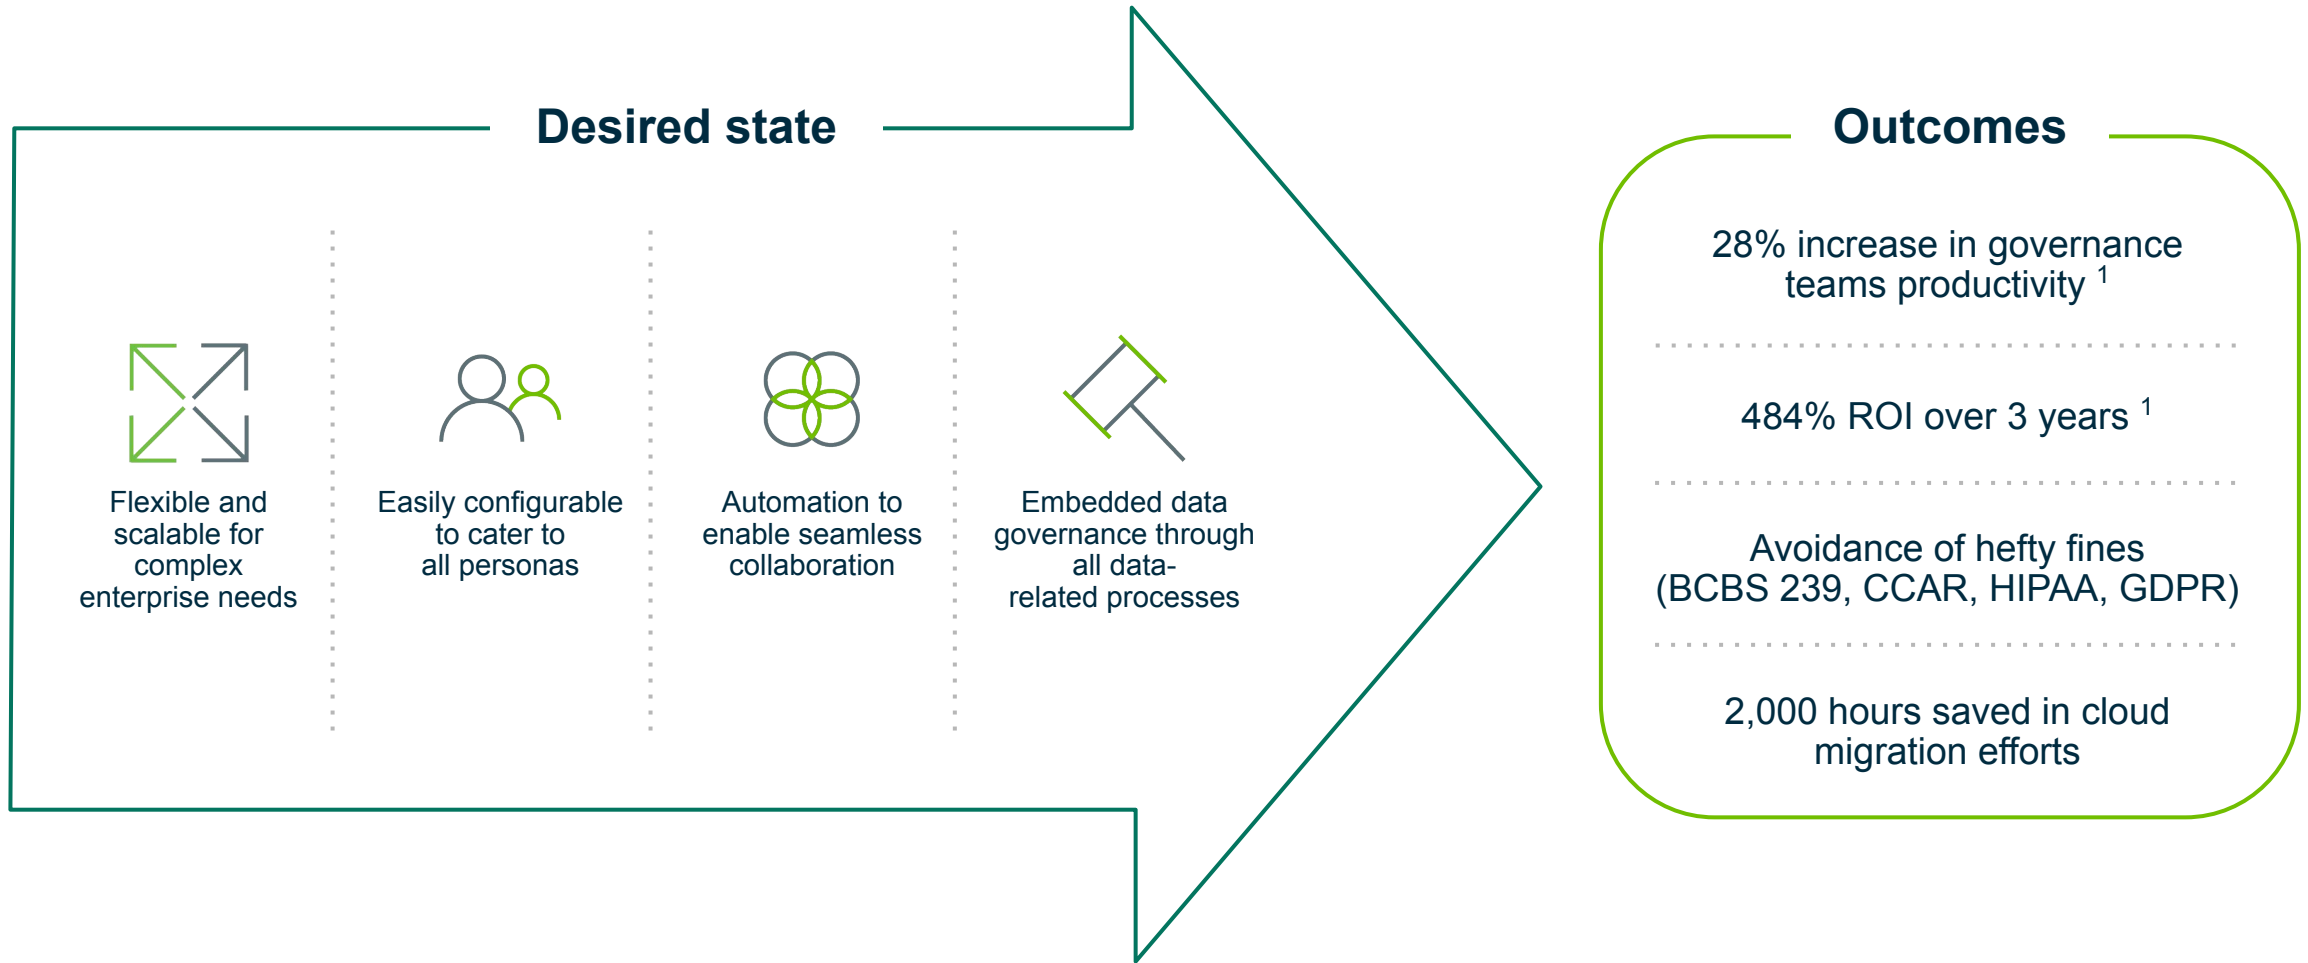 Desired state
Flexible and
scalable for
complex
enterprise needs
Easily configurable
to cater to
all personas
Automation to
enable seamless
collaboration
Embedded data
governance through
all data-
related processes
Outcomes
28% increase in governance
teams productivity 1
484% ROI over 3 years 1
Avoidance of hefty fines
(BCBS 239, CCAR, HIPAA, GDPR)
2,000 hours saved in cloud
migration efforts